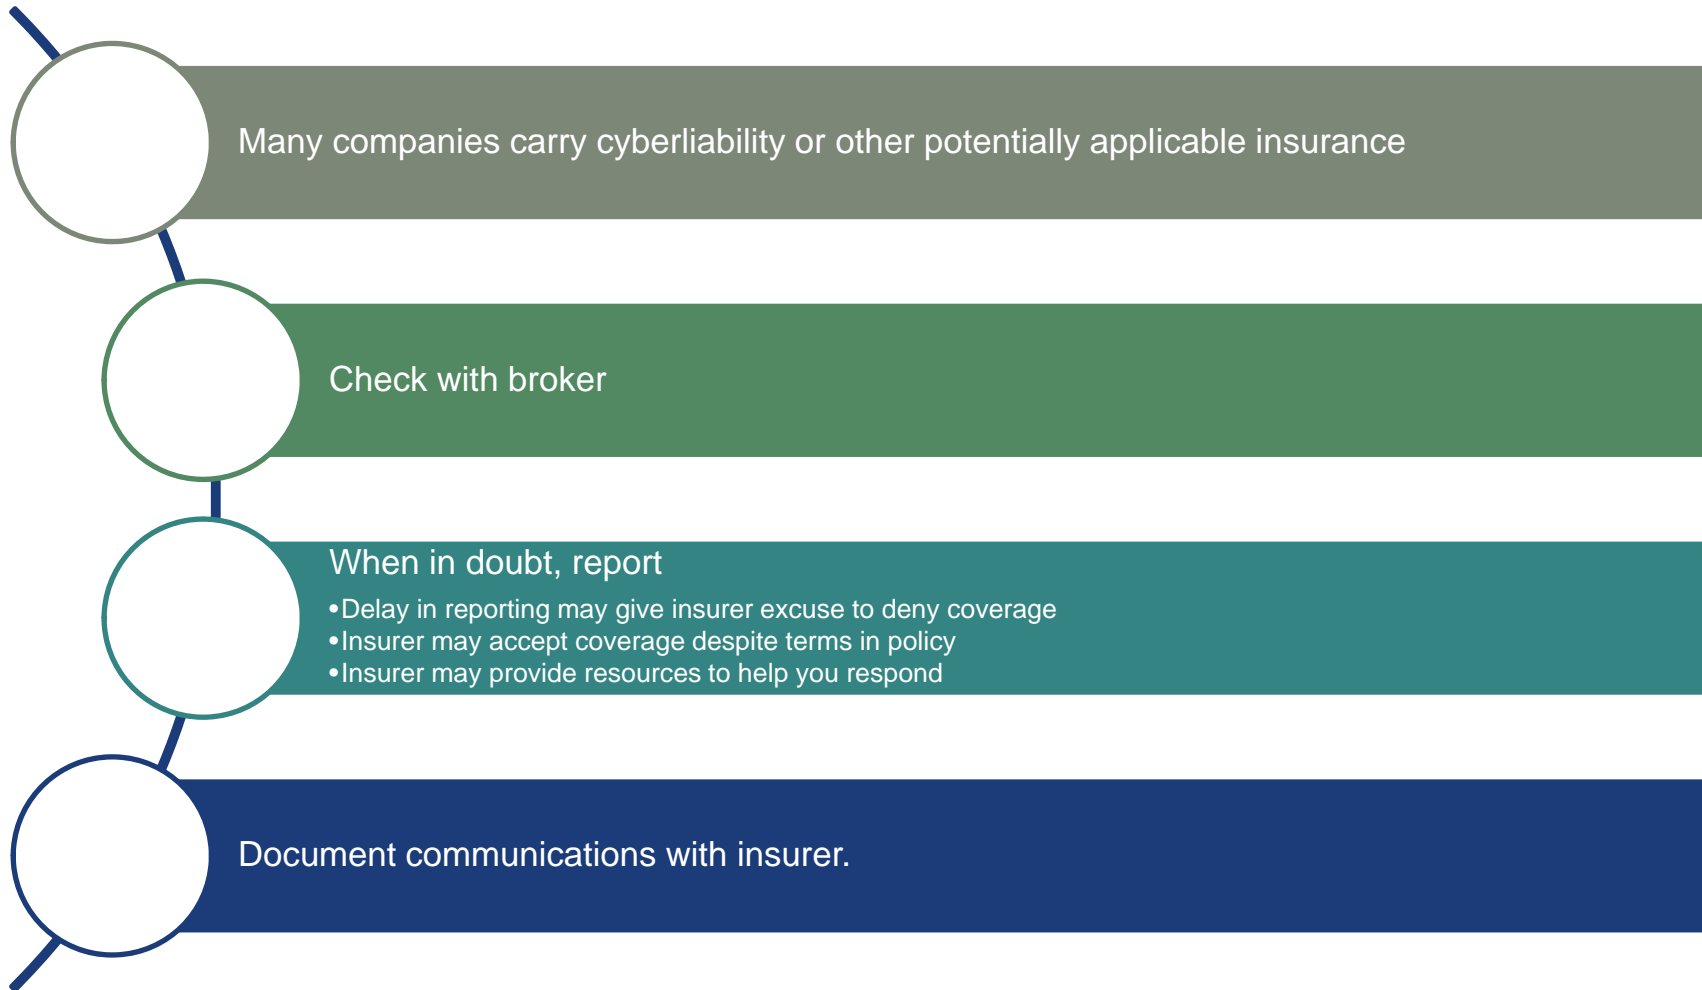 Many companies carry cyberliability or other potentially applicable insurance
Check with broker
When in doubt, report
•Delay in reporting may give insurer excuse to deny coverage
•Insurer may accept coverage despite terms in policy
•Insurer may provide resources to help you respond
Document communications with insurer.